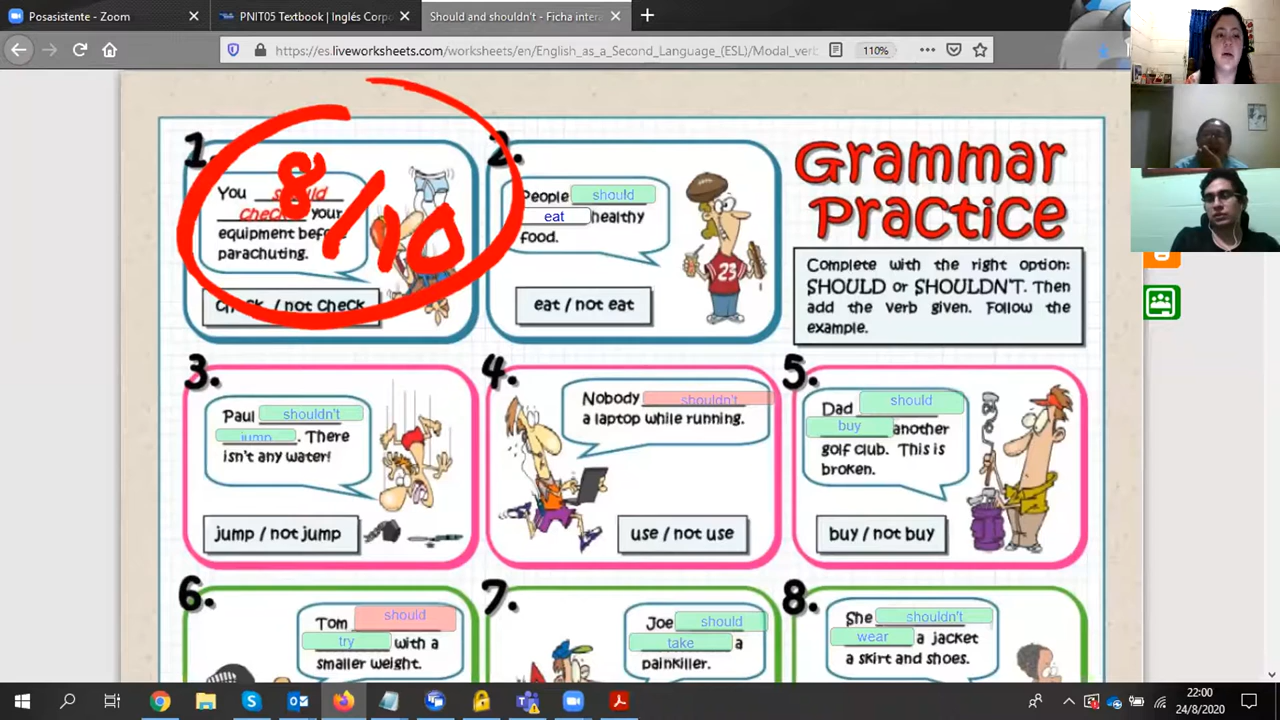 Posasistente - Zoom
PNIT05 Textbook | Inglés Corpo
Should and shouldn't - Ficha intera
https://es.liveworksheets.com/worksheets/en/English_as_a_Second_Language_(ESL)/Modal_verb
110%
8/10
1.
You should
check your
equipment before
parachuting.
check / not check
2.
People should
eat healthy
food.
eat / not eat
23
Grammar
Practice
Complete with the right option:
SHOULD or SHOULDN'T. Then
add the verb given. Follow the
example.
3.
Paul shouldn't
jump. There
isn't any water!
jump / not jump
4.
Nobody shouldn't
a laptop while running.
use / not use
5.
Dad should
buy another
golf club. This is
broken.
buy / not buy
6.
Tom should
try with a
smaller weight.
7.
Joe should
take a
painkiller.
8.
She shouldn't
wear a jacket
a skirt and shoes.
22:00
24/8/2020